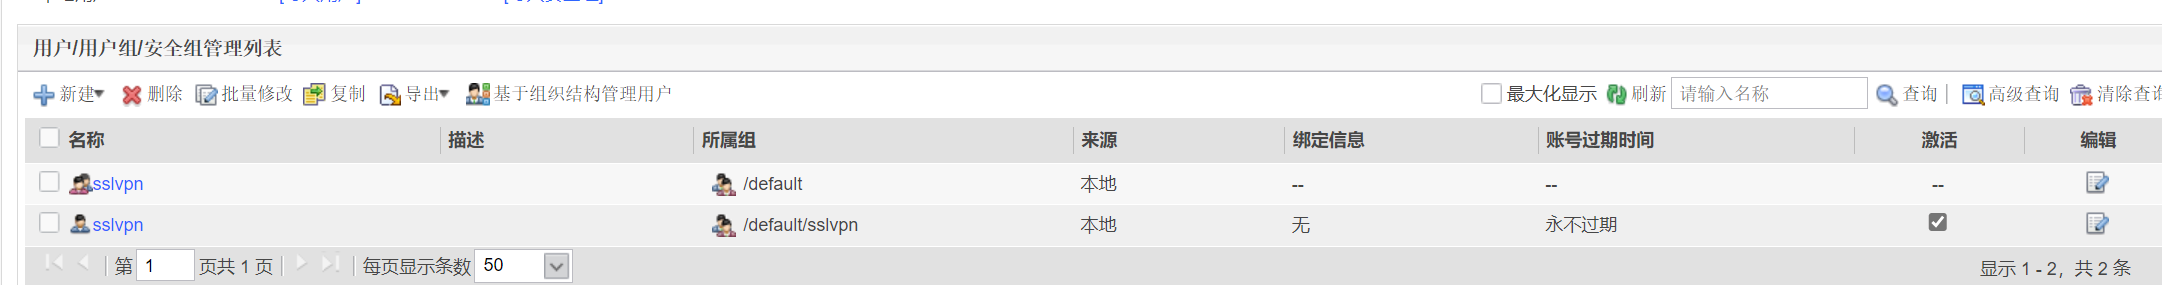 用户/用户组/安全组管理列表
新建 删除 批量修改 复制 导出 基于组织结构管理用户 最大化显示 刷新 请输入名称 查询 高级查询 清除查询
名称 描述 所属组 来源 绑定信息 账号过期时间 激活 编辑
sslvpn /default 本地 -- -- --
sslvpn /default/sslvpn 本地 无 永不过期
第 1 页共 1 页 每页显示条数 50 显示 1 - 2，共 2 条